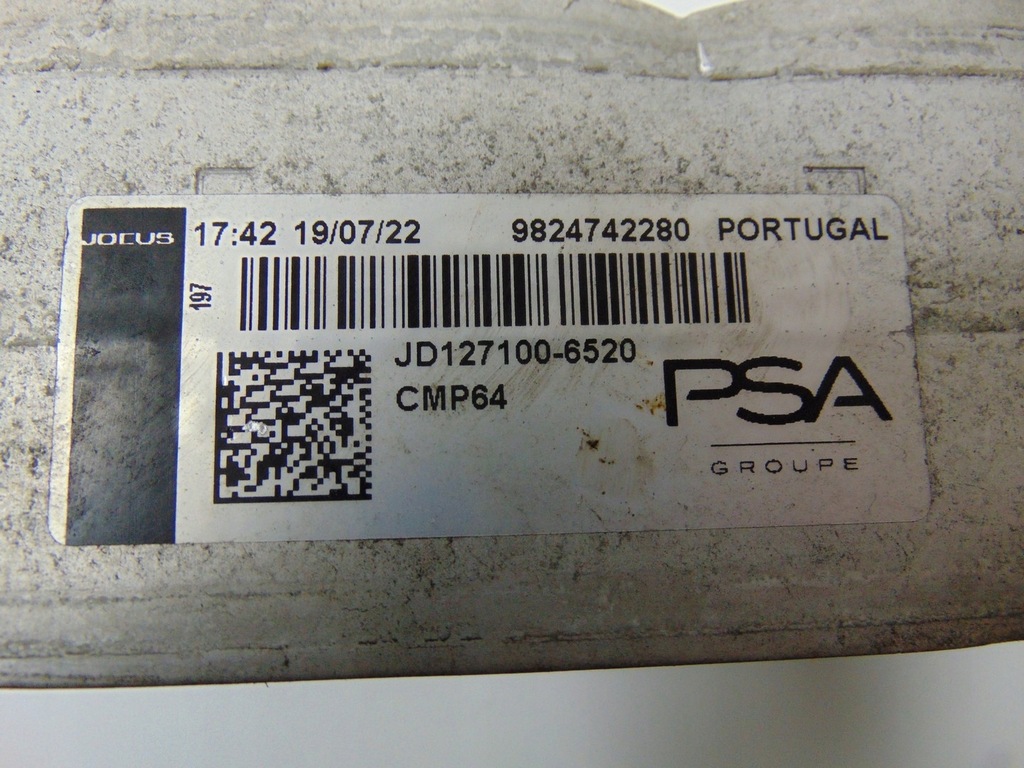 JOCUS
17:42 19/07/22 9824742280 PORTUGAL
197
JD127100-6520
CMP64
PSA
GROUPE